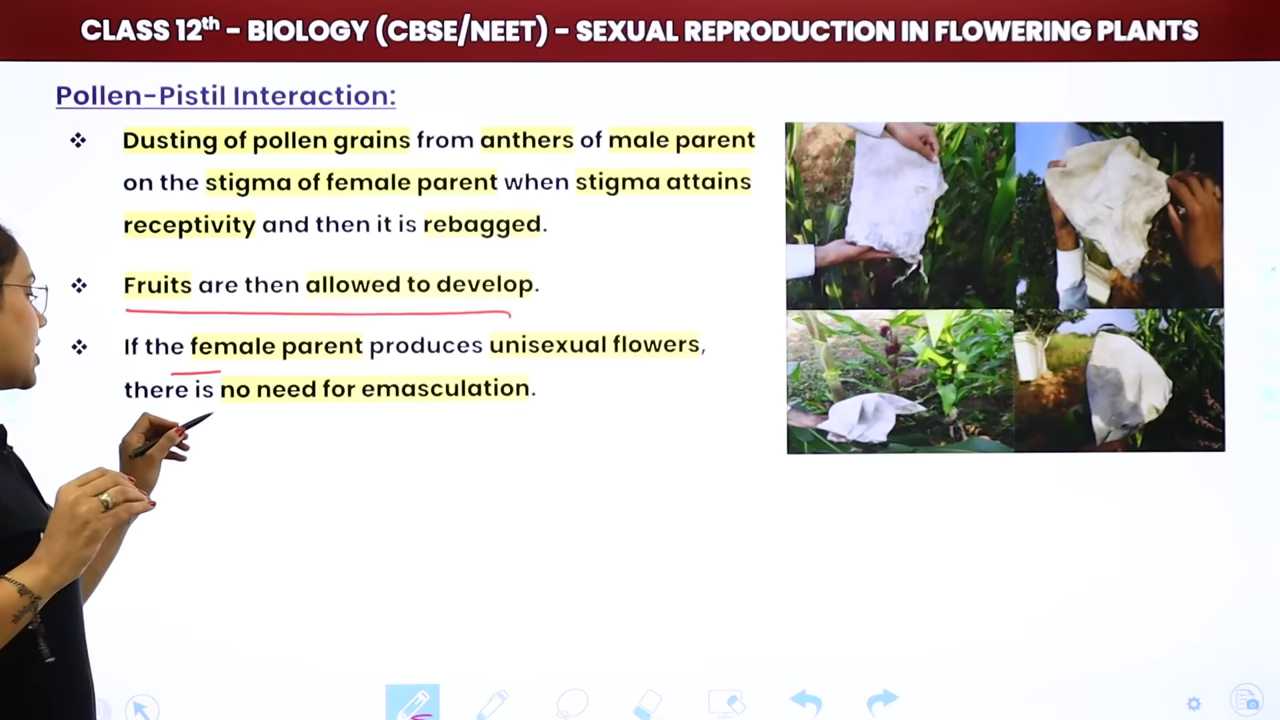 CLASS 12th – BIOLOGY (CBSE/NEET) – SEXUAL REPRODUCTION IN FLOWERING PLANTS
Pollen-Pistil Interaction:
❖ Dusting of pollen grains from anthers of male parent
on the stigma of female parent when stigma attains
receptivity and then it is rebagged.
❖ Fruits are then allowed to develop.
❖ If the female parent produces unisexual flowers,
there is no need for emasculation.